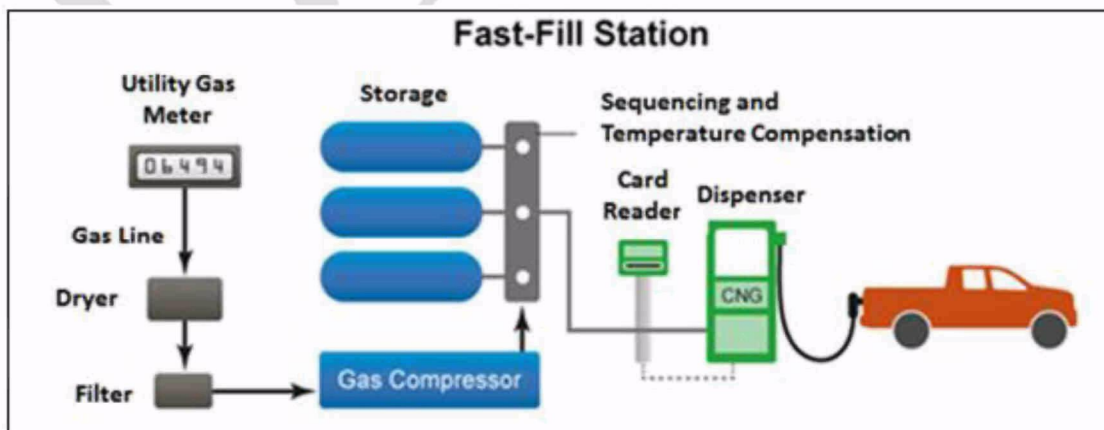 Fast-Fill Station
Utility Gas
Meter
06494
Gas Line
Dryer
Filter
Storage
Gas Compressor
Sequencing and
Temperature Compensation
Card
Reader
Dispenser
CNG